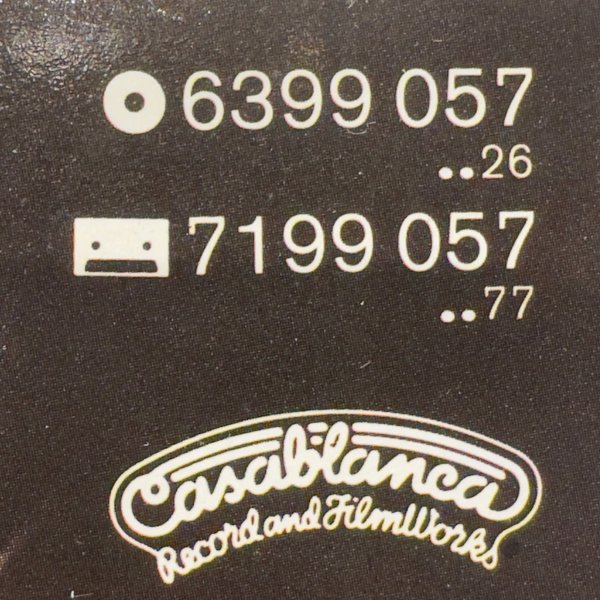 6399 057
..26
7199 057
..77
Casablanca
Record and FilmWorks